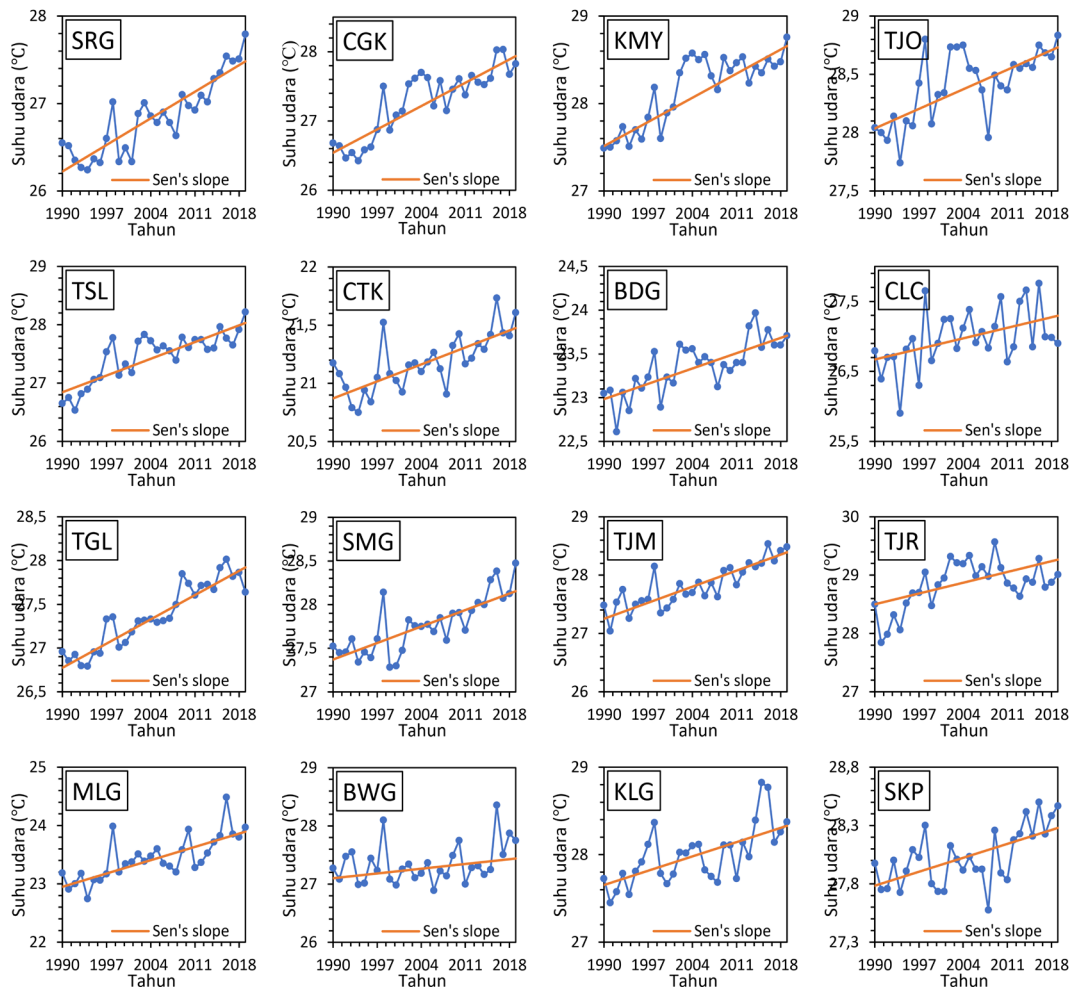 28 29 29
SRG CGK KMY TJO
Suhu udara (°C) Suhu udara (°C) Suhu udara (°C) Suhu udara (°C)
28 28,5
27 27 28 28
Sen's slope Sen's slope Sen's slope Sen's slope
26 26 27 27,5
1990 1997 2004 2011 2018 1990 1997 2004 2011 2018 1990 1997 2004 2011 2018 1990 1997 2004 2011 2018
Tahun Tahun Tahun Tahun
29 22 24,5
TSL CTK BDG CLC
Suhu udara (°C) Suhu udara (°C) Suhu udara (°C) Suhu udara (°C)
28 21,5 24 27,5
23,5
27 21 23 26,5
Sen's slope Sen's slope Sen's slope Sen's slope
26 20,5 22,5 25,5
1990 1997 2004 2011 2018 1990 1997 2004 2011 2018 1990 1997 2004 2011 2018 1990 1997 2004 2011 2018
Tahun Tahun Tahun Tahun
28,5 29 29 30
TGL SMG TJM TJR
Suhu udara (°C) Suhu udara (°C) Suhu udara (°C) Suhu udara (°C)
28 28,5 28 29
27,5 28
27 27,5 27 28
Sen's slope Sen's slope Sen's slope Sen's slope
26,5 27 26 27
1990 1997 2004 2011 2018 1990 1997 2004 2011 2018 1990 1997 2004 2011 2018 1990 1997 2004 2011 2018
Tahun Tahun Tahun Tahun
25 29 29 28,8
MLG BWG KLG SKP
Suhu udara (°C) Suhu udara (°C) Suhu udara (°C) Suhu udara (°C)
24 28 28 28,3
23 27 27,8
Sen's slope Sen's slope Sen's slope Sen's slope
22 26 27 27,3
1990 1997 2004 2011 2018 1990 1997 2004 2011 2018 1990 1997 2004 2011 2018 1990 1997 2004 2011 2018
Tahun Tahun Tahun Tahun